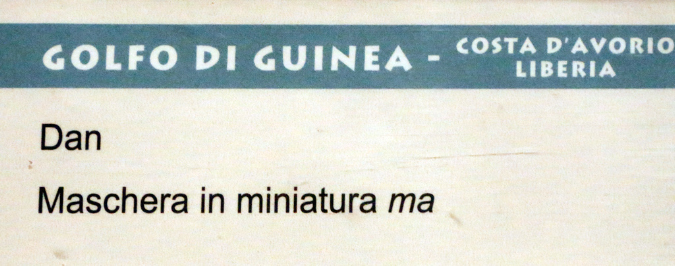 GOLFO DI GUINEA - COSTA D'AVORIO
LIBERIA
Dan
Maschera in miniatura ma